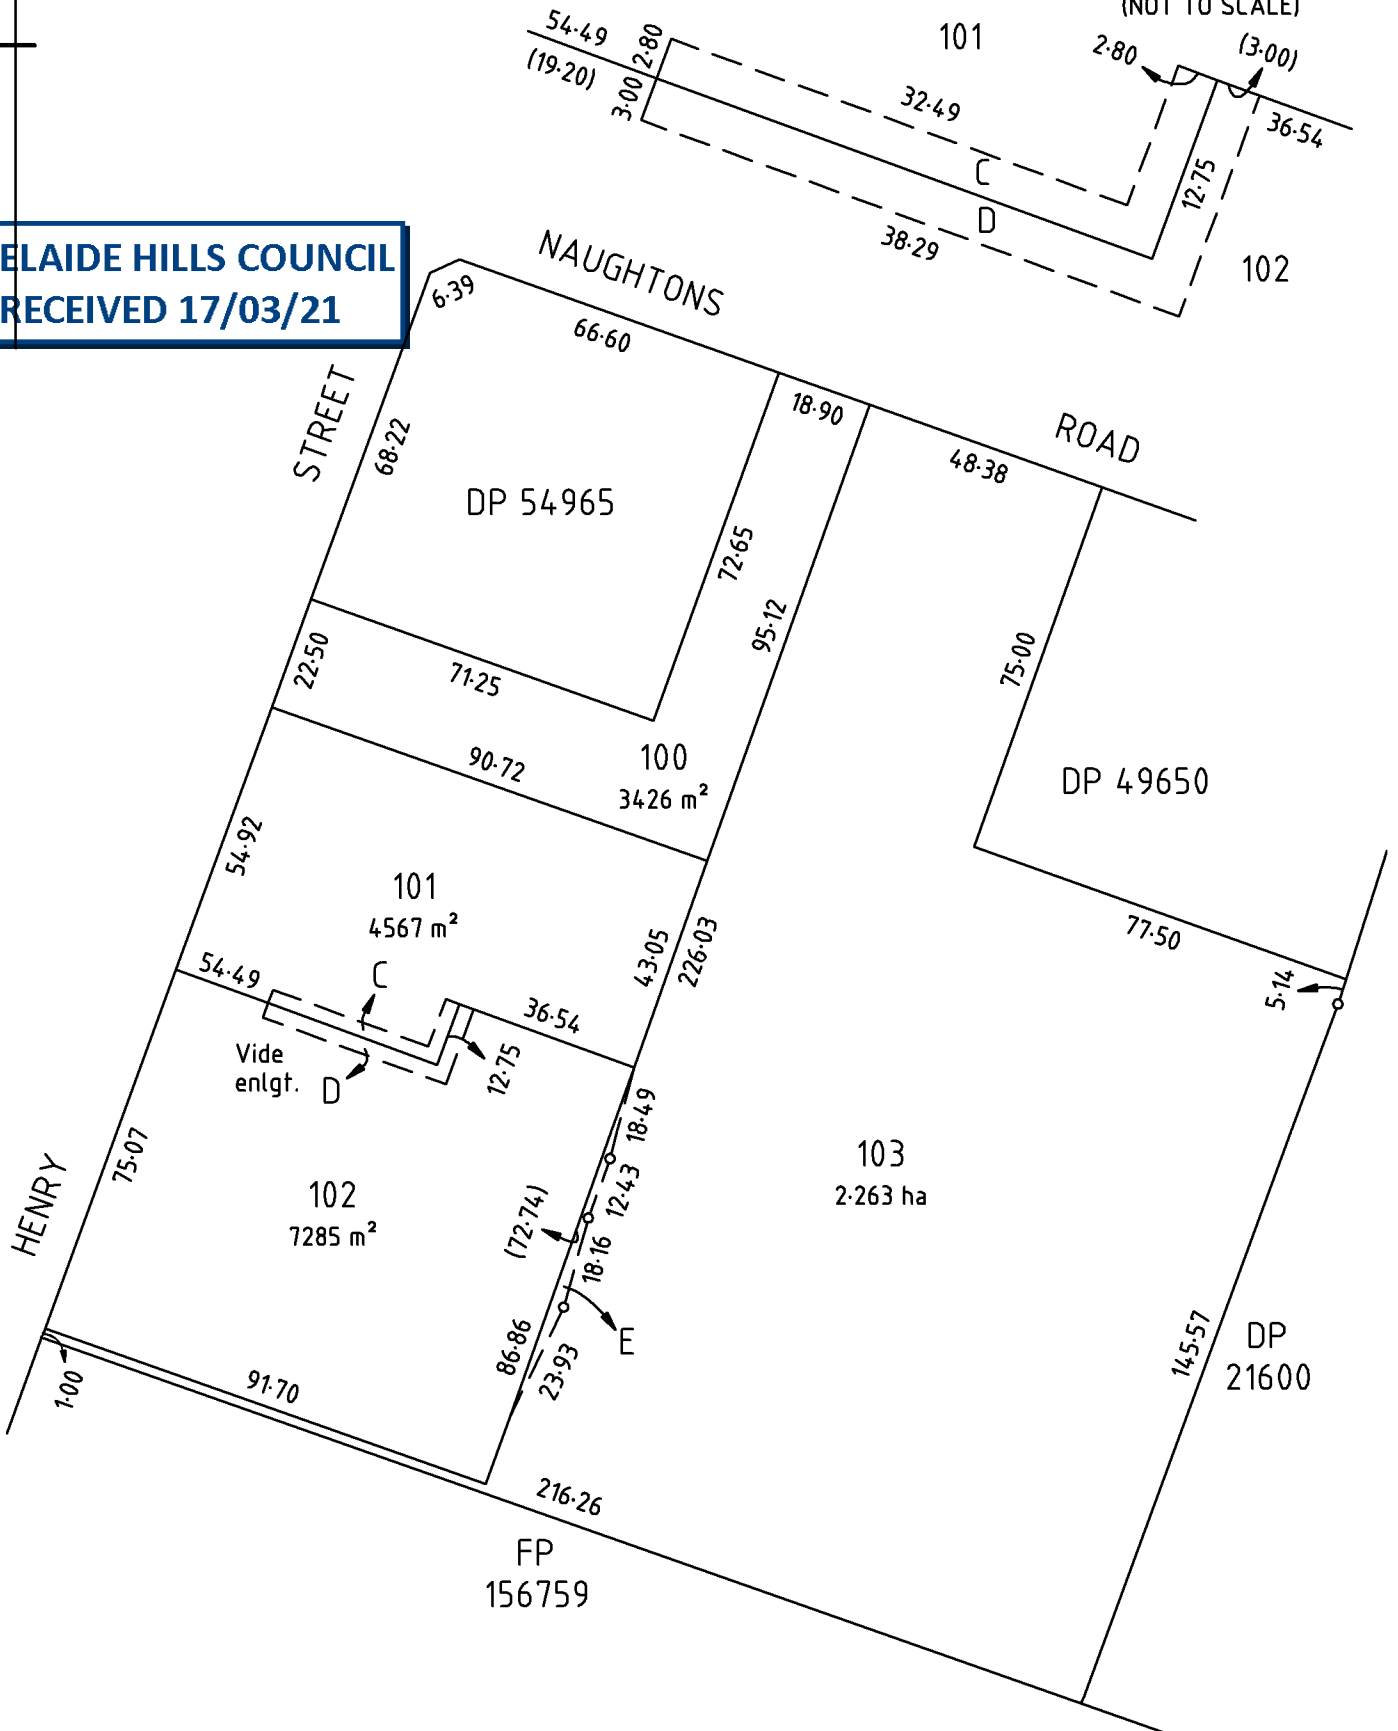 (NOT TO SCALE)
54·49
(19·20)
2·80
3·00
101
2·80
(3·00)
32·49
36·54
C
D
12·75
38·29
102
ELAIDE HILLS COUNCIL
RECEIVED 17/03/21
NAUGHTONS
6·39
66·60
STREET
68·22
18·90
ROAD
48·38
DP 54965
72·65
95·12
75·00
22·50
71·25
90·72
100
3426 m²
DP 49650
54·92
101
4567 m²
43·05
226·03
77·50
54·49
C
5·14
36·54
Vide
enlgt.
D
12·75
18·49
75·07
12·43
103
2·263 ha
HENRY
102
7285 m²
(72·74)
18·16
E
86·86
23·93
145·57
DP
21600
1·00
91·70
216·26
FP
156759